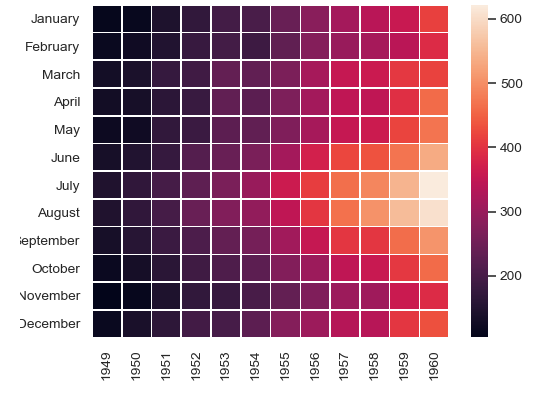 January
February
March
April
May
June
July
August
September
October
November
December
1949 1950 1951 1952 1953 1954 1955 1956 1957 1958 1959 1960
600
500
400
300
200